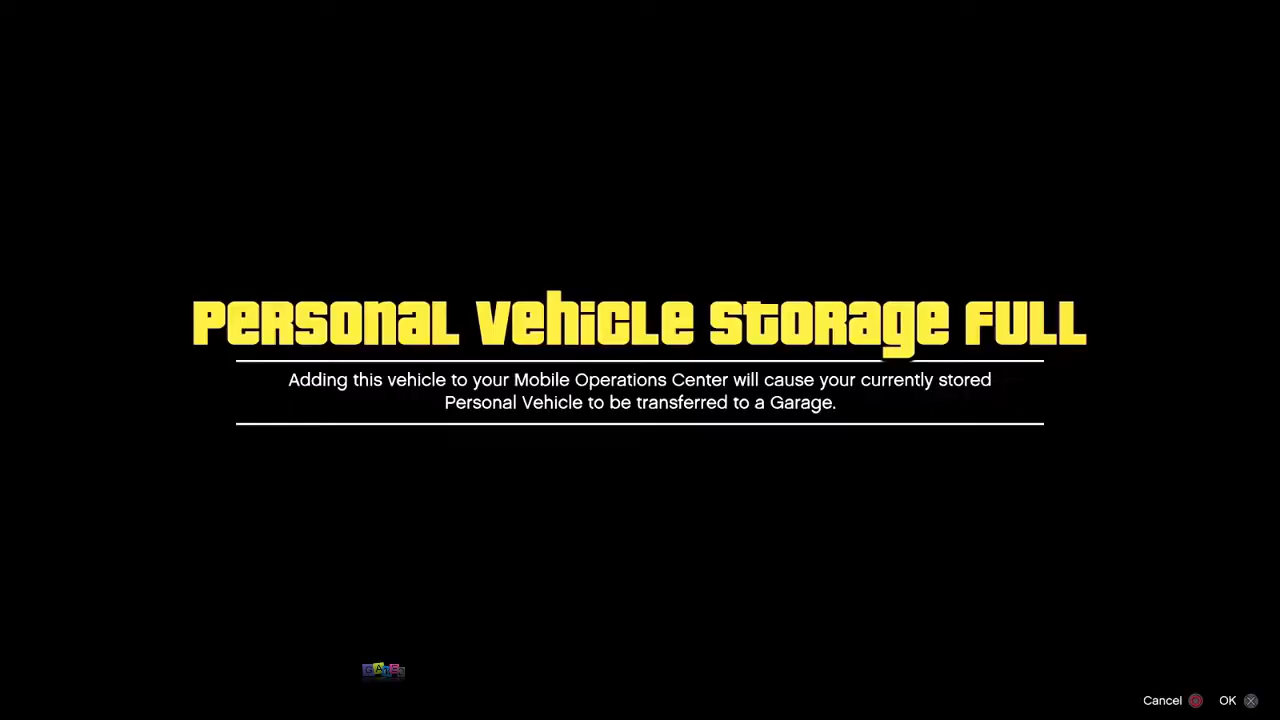 Personal Vehicle Storage Full
Adding this vehicle to your Mobile Operations Center will cause your currently stored
Personal Vehicle to be transferred to a Garage.
Cancel OK